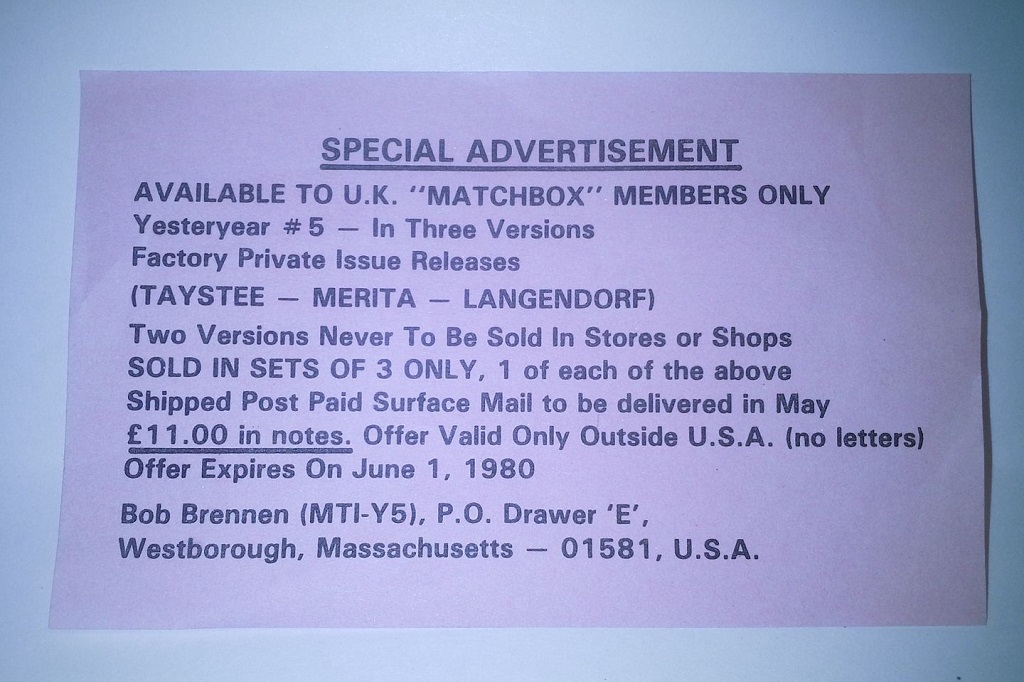 SPECIAL ADVERTISEMENT
AVAILABLE TO U.K. "MATCHBOX" MEMBERS ONLY
Yesteryear # 5 — In Three Versions
Factory Private Issue Releases
(TAYSTEE — MERITA — LANGENDORF)
Two Versions Never To Be Sold In Stores or Shops
SOLD IN SETS OF 3 ONLY, 1 of each of the above
Shipped Post Paid Surface Mail to be delivered in May
£11.00 in notes. Offer Valid Only Outside U.S.A. (no letters)
Offer Expires On June 1, 1980
Bob Brennen (MTI-Y5), P.O. Drawer 'E',
Westborough, Massachusetts — 01581, U.S.A.